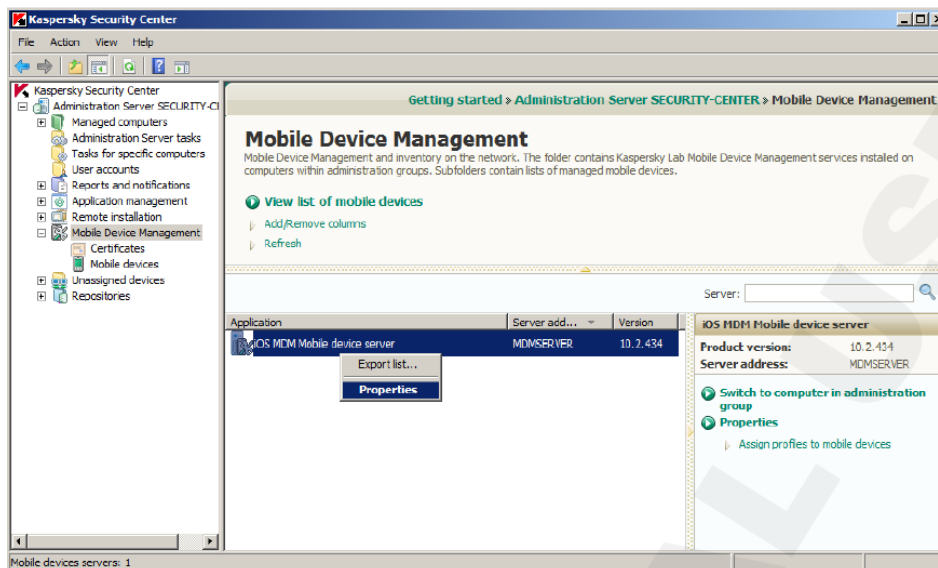 Kaspersky Security Center
File Action View Help
Kaspersky Security Center
Administration Server SECURITY-CI
Managed computers
Administration Server tasks
Tasks for specific computers
User accounts
Reports and notifications
Application management
Remote installation
Mobile Device Management
Certificates
Mobile devices
Unassigned devices
Repositories
Getting started » Administration Server SECURITY-CENTER » Mobile Device Management
Mobile Device Management
Mobile Device Management and inventory on the network. The folder contains Kaspersky Lab Mobile Device Management services installed on
computers within administration groups. Subfolders contain lists of managed mobile devices.
View list of mobile devices
Add/Remove columns
Refresh
Server:
Application Server add... Version
iOS MDM Mobile device server MDMSERVER 10.2.434
Export list...
Properties
iOS MDM Mobile device server
Product version: 10.2.434
Server address: MDMSERVER
Switch to computer in administration
group
Properties
Assign profies to mobile devices
Mobile devices servers: 1